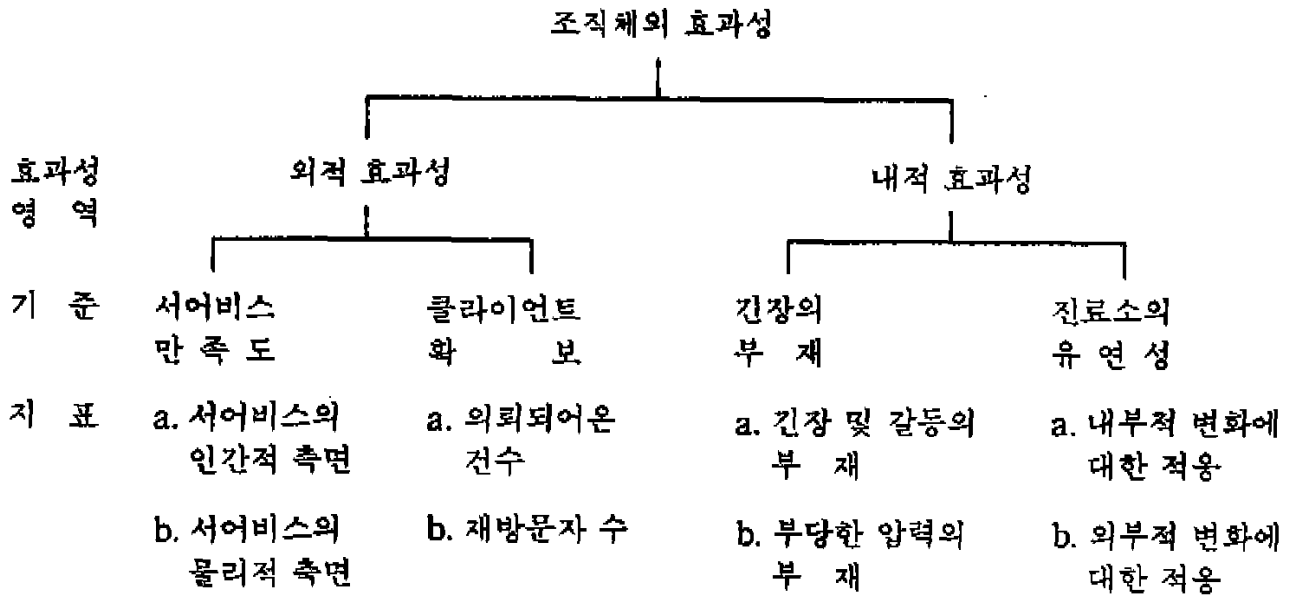 조직체의 효과성
효과성
영 역
외적 효과성
내적 효과성
기 준
서어비스
만 족 도
클라이언트
확 보
긴장의
부 재
진료소의
유 연 성
지 표
a. 서어비스의
인간적 측면
a. 의뢰되어온
건수
a. 긴장 및 갈등의
부 재
a. 내부적 변화에
대한 적응
b. 서어비스의
물리적 측면
b. 재방문자 수
b. 부당한 압력의
부 재
b. 외부적 변화에
대한 적응